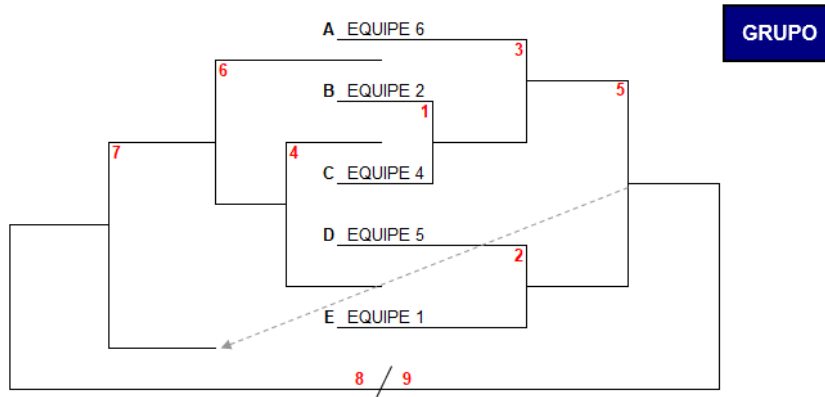 A EQUIPE 6
GRUPO
3
6
B EQUIPE 2
5
1
7
4
C EQUIPE 4
D EQUIPE 5
2
E EQUIPE 1
8 / 9